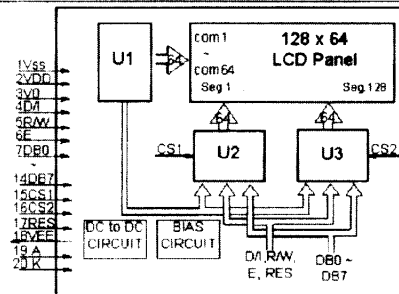 1Vss
2VDD
3V0
4D/I
5R/W
6E
7DB0
~
14DB7
15CS1
16CS2
17RES
18VEE
19 A
20 K
U1
64
com1
~
com64
Seg 1
128 x 64
LCD Panel
Seg.128
64
64
CS1
U2
U3
CS2
DC to DC
CIRCUIT
BIAS
CIRCUIT
D/I,R/W,
E, RES
DB0 ~
DB7